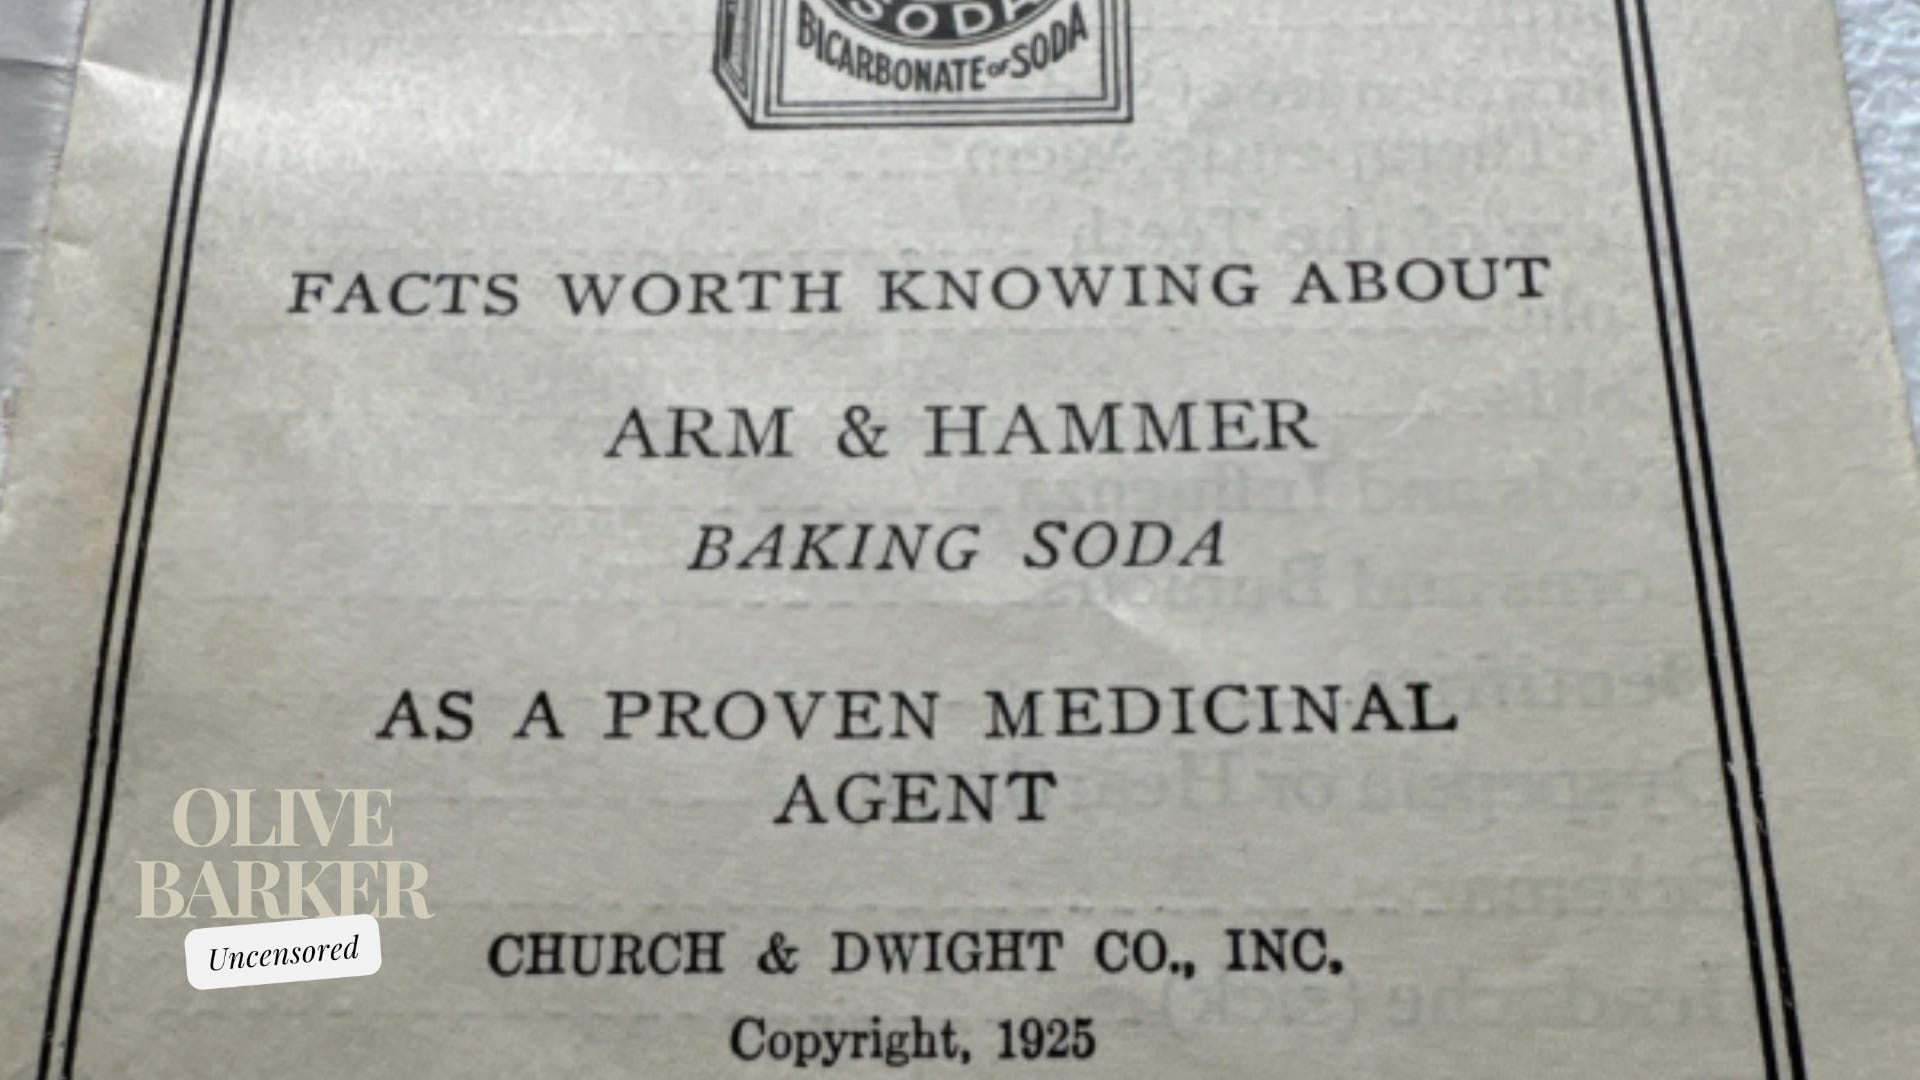 SODA
BICARBONATE OF SODA
FACTS WORTH KNOWING ABOUT
ARM & HAMMER
BAKING SODA
AS A PROVEN MEDICINAL
AGENT
OLIVE
BARKER
Uncensored
CHURCH & DWIGHT CO., INC.
Copyright, 1925